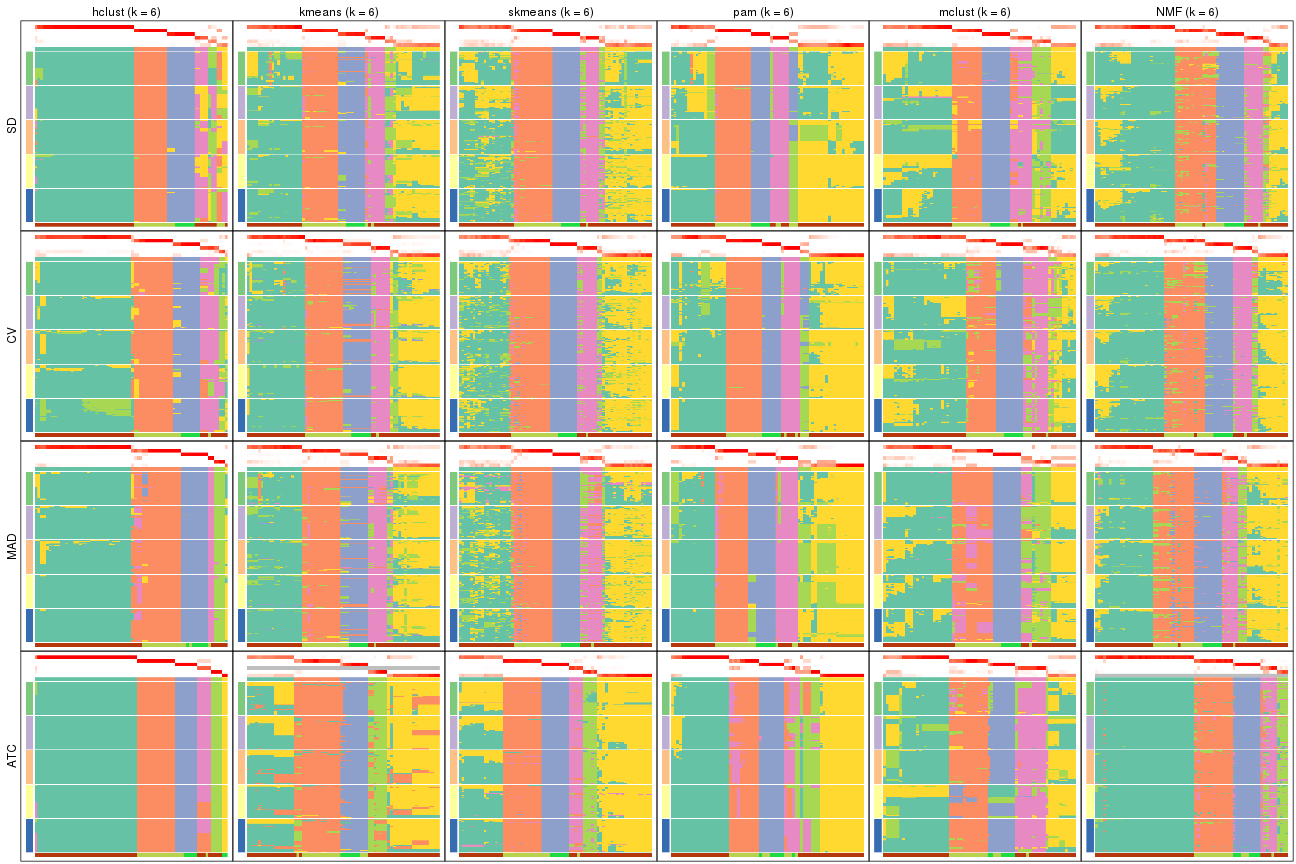 hclust (k = 6) kmeans (k = 6) skmeans (k = 6) pam (k = 6) mclust (k = 6) NMF (k = 6)
SD
CV
MAD
ATC